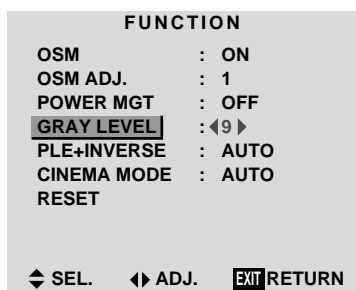 FUNCTION
OSM : ON
OSM ADJ. : 1
POWER MGT : OFF
GRAY LEVEL : 9
PLE+INVERSE : AUTO
CINEMA MODE : AUTO
RESET
SEL. ADJ. EXIT RETURN